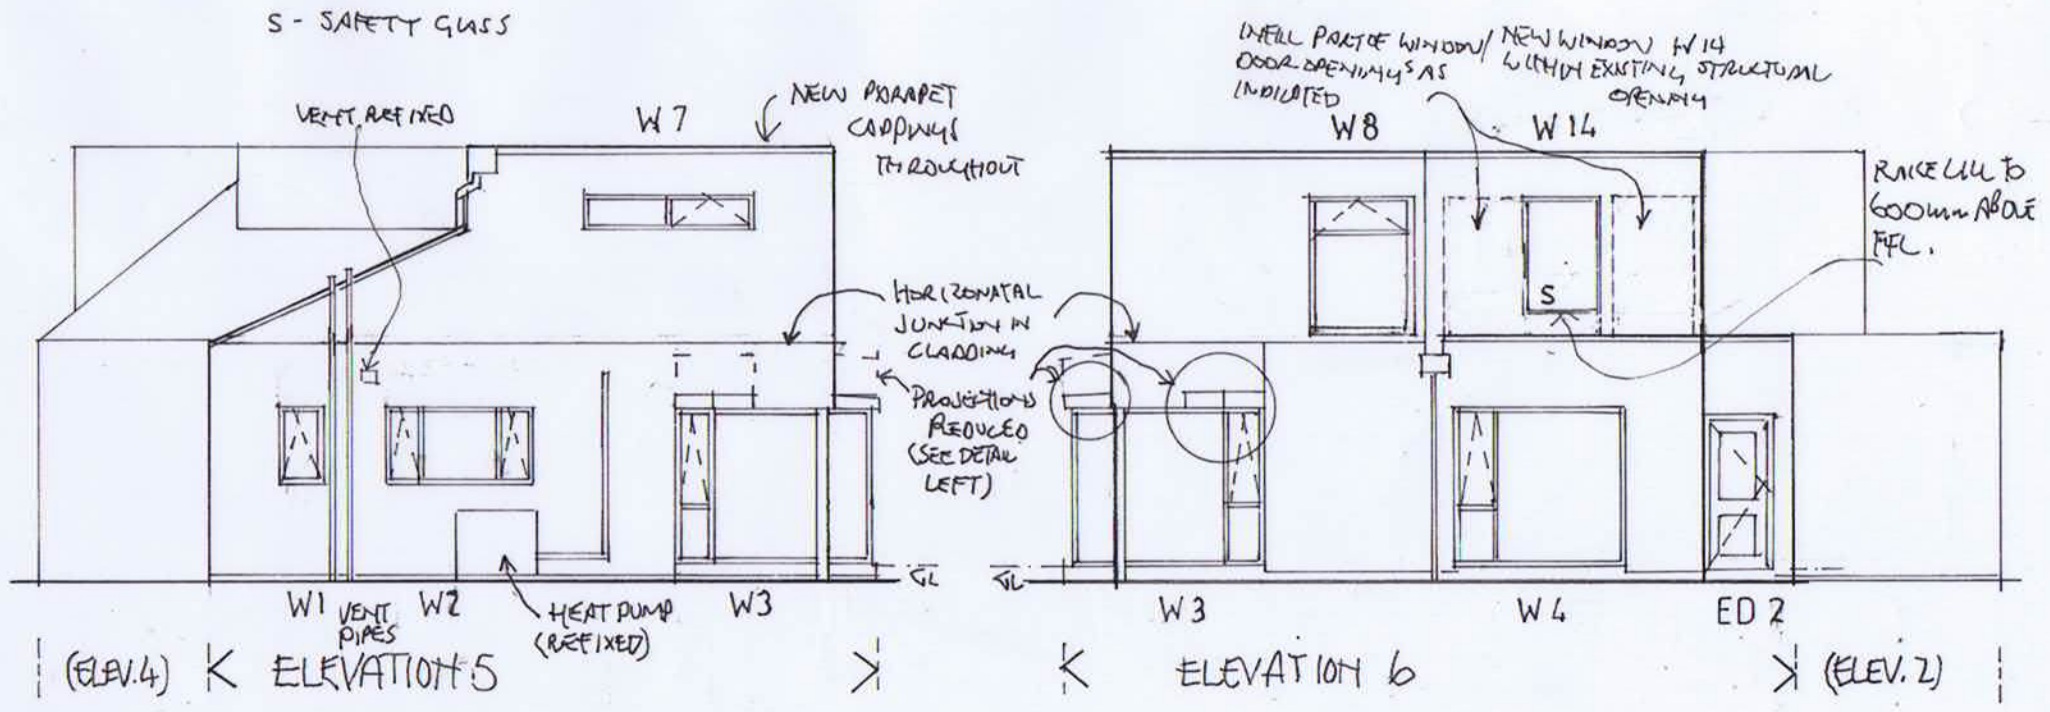 S - SAFETY GLASS
VENT REFIXED
W7
NEW PARAPET
CAPPINGS
THROUGHOUT
INFILL PART OF WINDOW/
DOOR OPENINGS AS
INDICATED
NEW WINDOW W14
WITHIN EXISTING STRUCTURAL
OPENING
W8
W14
RAISE CILL TO
600mm ABOVE
FFL.
S
HORIZONATAL
JUNCTION IN
CLADDING
PROJECTIONS
REDUCED
(SEE DETAIL
LEFT)
GL
GL
W1
VENT
PIPES
W2
HEAT PUMP
(REFIXED)
W3
W3
W4
ED 2
(ELEV.4)
ELEVATION 5
ELEVATION 6
(ELEV. 2)